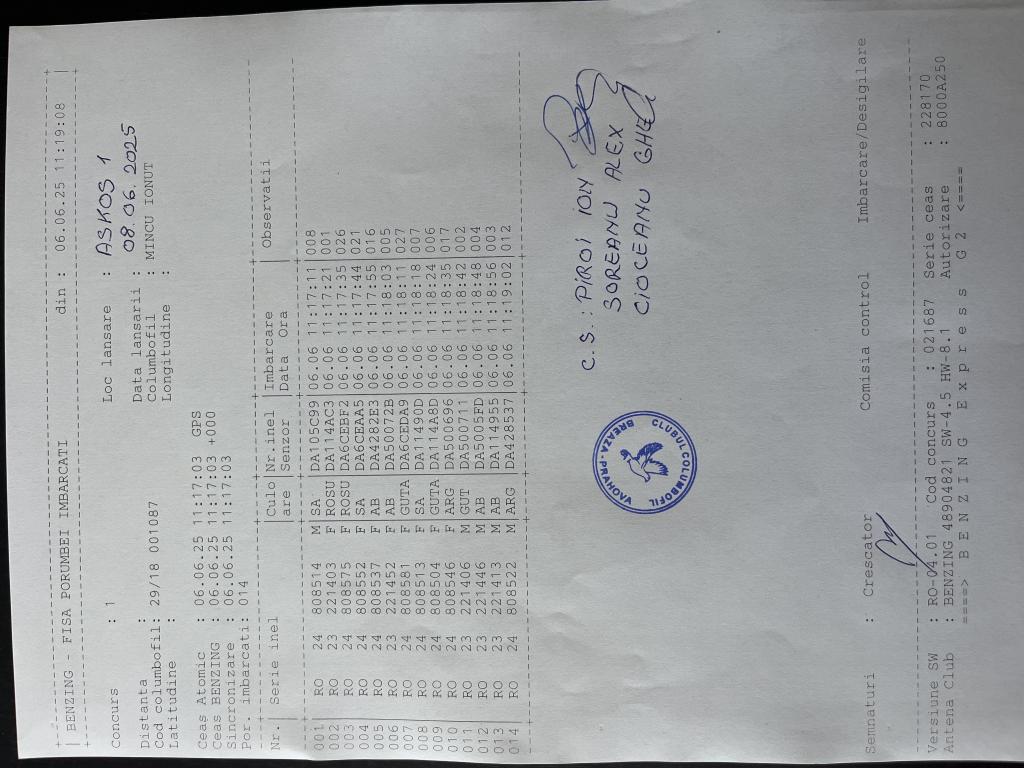 BENZING - FISA PORUMBEI IMBARCATI din : 06.06.25 11:19:08
Concurs : 1 Loc lansare : ASKOS 1
Distanta : Data lansarii : 08.06.2025
Cod columbofil: 29/18 001087 Columbofil : MINCU IONUT
Latitudine : Longitudine :
Ceas Atomic : 06.06.25 11:17:03 GPS
Ceas BENZING : 06.06.25 11:17:03 +000
Sincronizare : 06.06.25 11:17:03
Por. imbarcati: 014
Nr. | Serie inel | Culo | Nr.inel | Imbarcare | Observatii
are | Senzor | Data Ora
001 | RO 24 808514 M | SA | DA105C99 | 06.06 11:17:11 | 008
002 | RO 23 221403 F | ROSU | DA114AC3 | 06.06 11:17:21 | 001
003 | RO 24 808575 F | ROSU | DA6CEBF2 | 06.06 11:17:35 | 026
004 | RO 24 808552 F | SA | DA6CEAA5 | 06.06 11:17:44 | 021
005 | RO 24 808537 F | AB | DA4282E3 | 06.06 11:17:55 | 016
006 | RO 23 221452 F | AB | DA50072B | 06.06 11:18:03 | 005
007 | RO 24 808581 F | GUTA | DA6CEDA9 | 06.06 11:18:11 | 027
008 | RO 24 808513 F | SA | DA11490D | 06.06 11:18:18 | 007
009 | RO 24 808504 F | GUTA | DA114A8D | 06.06 11:18:24 | 006
010 | RO 24 808546 F | ARG | DA500696 | 06.06 11:18:35 | 017
011 | RO 23 221406 M | GUT | DA500711 | 06.06 11:18:42 | 002
012 | RO 23 221446 M | AB | DA5005FD | 06.06 11:18:48 | 004
013 | RO 23 221413 M | AB | DA114955 | 06.06 11:18:56 | 003
014 | RO 24 808522 M | ARG | DA428537 | 06.06 11:19:02 | 012
C.S.: PIROI IOLY
SOREANU ALEX
CIOCEANU GHE
CLUBUL COLUMBOFIL
BREAZA-PRAHOVA
Semnaturi : Crescator Comisia control Imbarcare/Desigilare
Versiune SW : RO-04.01 Cod concurs : 021687 Serie ceas : 228170
Antena Club : BENZING 48904821 SW-4.5 HW-8.1 Autorizare : 8000A250
====> B E N Z I N G E x p r e s s G 2 <====